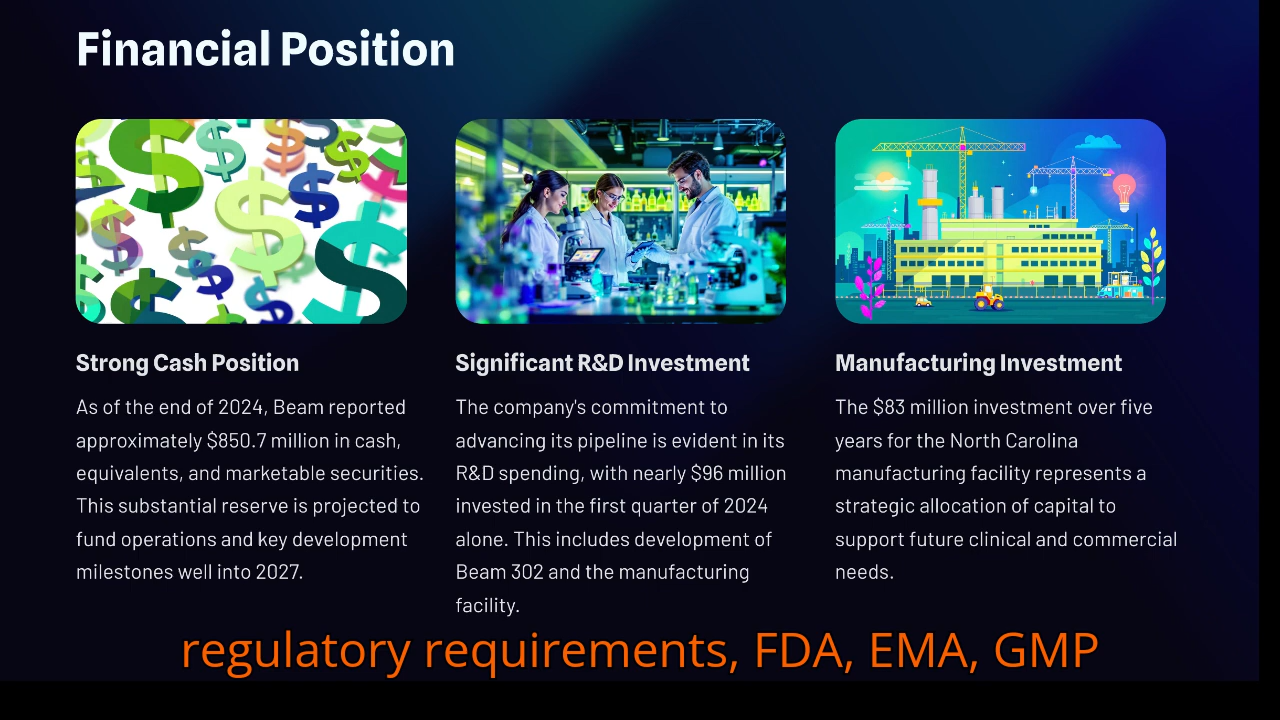 Financial Position
Strong Cash Position
As of the end of 2024, Beam reported
approximately $850.7 million in cash,
equivalents, and marketable securities.
This substantial reserve is projected to
fund operations and key development
milestones well into 2027.
Significant R&D Investment
The company's commitment to
advancing its pipeline is evident in its
R&D spending, with nearly $96 million
invested in the first quarter of 2024
alone. This includes development of
Beam 302 and the manufacturing
facility.
Manufacturing Investment
The $83 million investment over five
years for the North Carolina
manufacturing facility represents a
strategic allocation of capital to
support future clinical and commercial
needs.
regulatory requirements, FDA, EMA, GMP